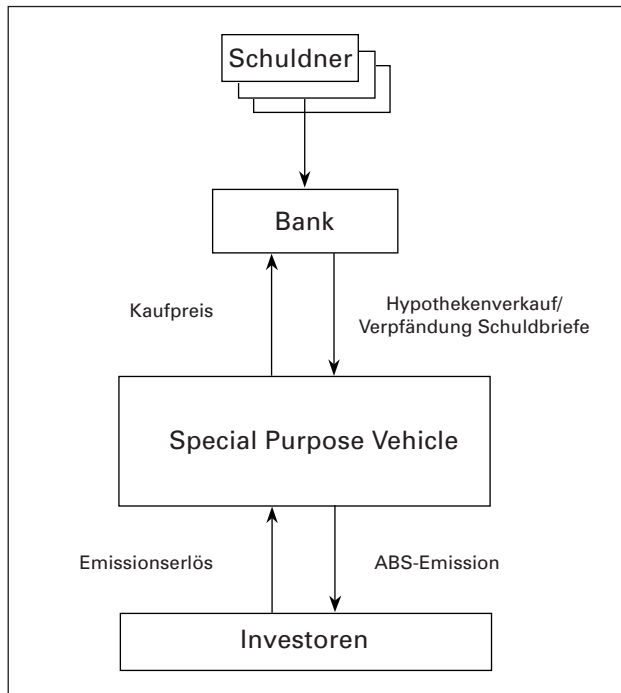 Schuldner
Bank
Kaufpreis
Hypothekenverkauf/
Verpfändung Schuldbriefe
Special Purpose Vehicle
Emissionserlös
ABS-Emission
Investoren